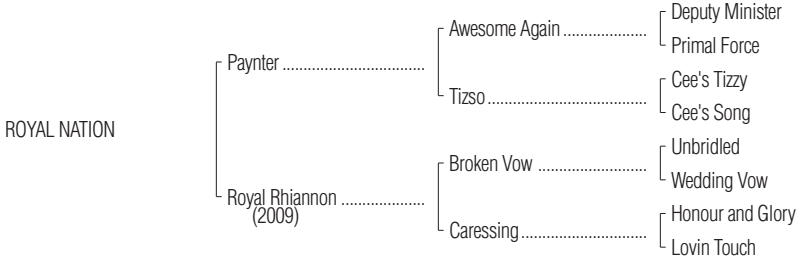 Deputy Minister
Awesome Again ......................
Primal Force
Paynter ..................................
Cee's Tizzy
Tizso ......................................
Cee's Song
ROYAL NATION
Unbridled
Broken Vow ..........................
Wedding Vow
Royal Rhiannon ....................
(2009)
Honour and Glory
Caressing ..............................
Lovin Touch